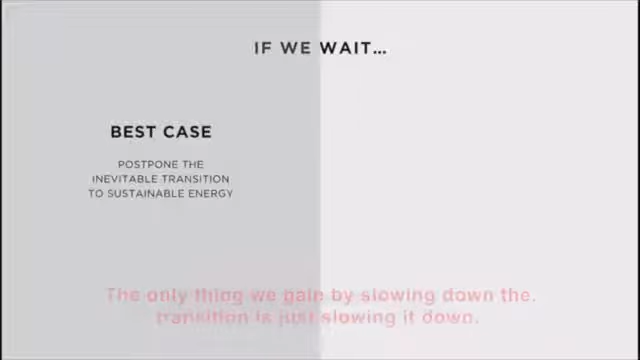 IF WE WAIT...
BEST CASE
POSTPONE THE
INEVITABLE TRANSITION
TO SUSTAINABLE ENERGY
The only thing we gain by slowing down the.
transition is just slowing it down.